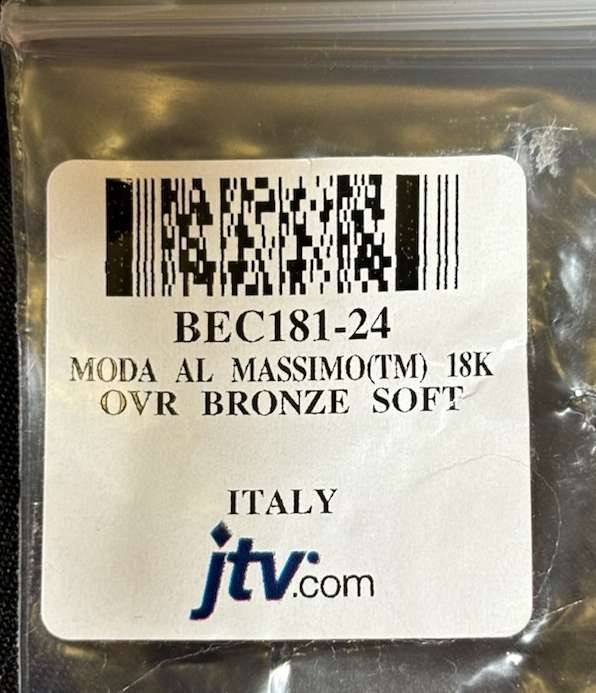 BEC181-24
MODA AL MASSIMO(TM) 18K
OVR BRONZE SOFT
ITALY
jtv.com